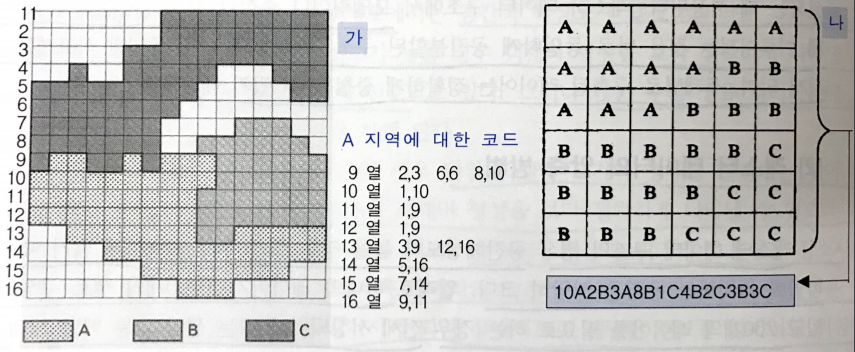 11
2
3
4
5
6
7
8
9
10
11
12
13
14
15
16
A
B
C
가
A 지역에 대한 코드
9 열 2,3 6,6 8,10
10 열 1,10
11 열 1,9
12 열 1,9
13 열 3,9 12,16
14 열 5,16
15 열 7,14
16 열 9,11
나
A A A A A A
A A A A B B
A A A B B B
B B B B B C
B B B B C C
B B B C C C
10A2B3A8B1C4B2C3B3C